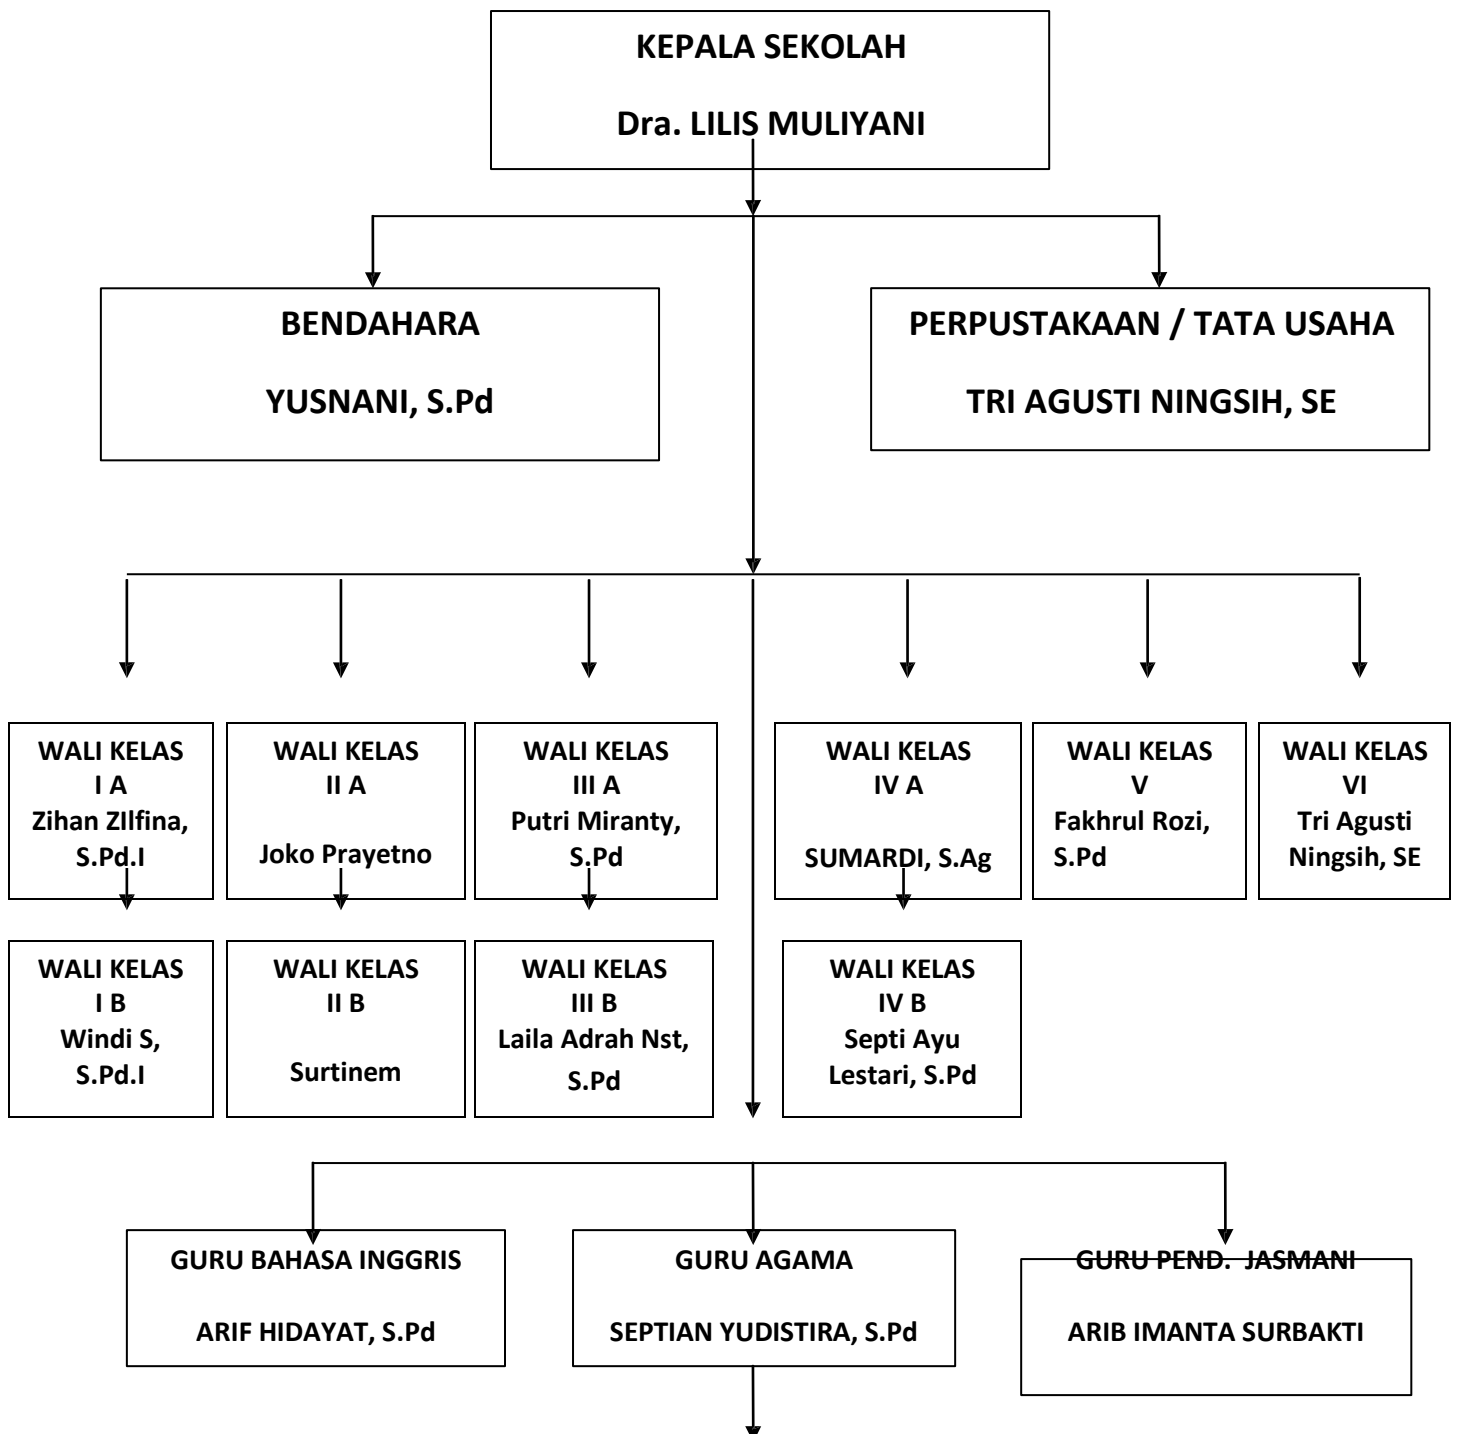 KEPALA SEKOLAH
Dra. LILIS MULIYANI
BENDAHARA
YUSNANI, S.Pd
PERPUSTAKAAN / TATA USAHA
TRI AGUSTI NINGSIH, SE
WALI KELAS
I A
Zihan ZIlfina,
S.Pd.I
WALI KELAS
II A
Joko Prayetno
WALI KELAS
III A
Putri Miranty,
S.Pd
WALI KELAS
IV A
SUMARDI, S.Ag
WALI KELAS
V
Fakhrul Rozi,
S.Pd
WALI KELAS
VI
Tri Agusti
Ningsih, SE
WALI KELAS
I B
Windi S,
S.Pd.I
WALI KELAS
II B
Surtinem
WALI KELAS
III B
Laila Adrah Nst,
S.Pd
WALI KELAS
IV B
Septi Ayu
Lestari, S.Pd
GURU BAHASA INGGRIS
ARIF HIDAYAT, S.Pd
GURU AGAMA
SEPTIAN YUDISTIRA, S.Pd
GURU PEND. JASMANI
ARIB IMANTA SURBAKTI